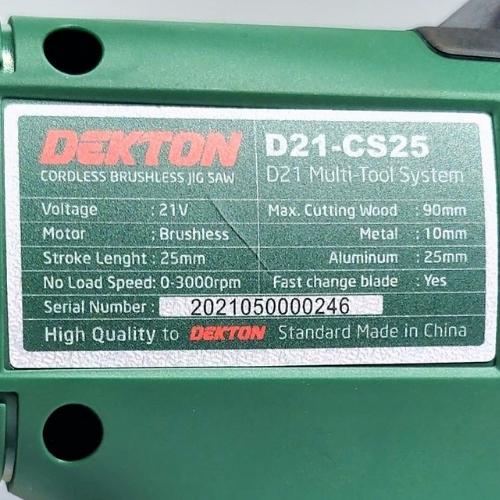 DEKTON D21-CS25
CORDLESS BRUSHLESS JIG SAW D21 Multi-Tool System
Voltage : 21V Max. Cutting Wood : 90mm
Motor : Brushless Metal : 10mm
Stroke Lenght : 25mm Aluminum : 25mm
No Load Speed: 0-3000rpm Fast change blade : Yes
Serial Number : 2021050000246
High Quality to DEKTON Standard Made in China